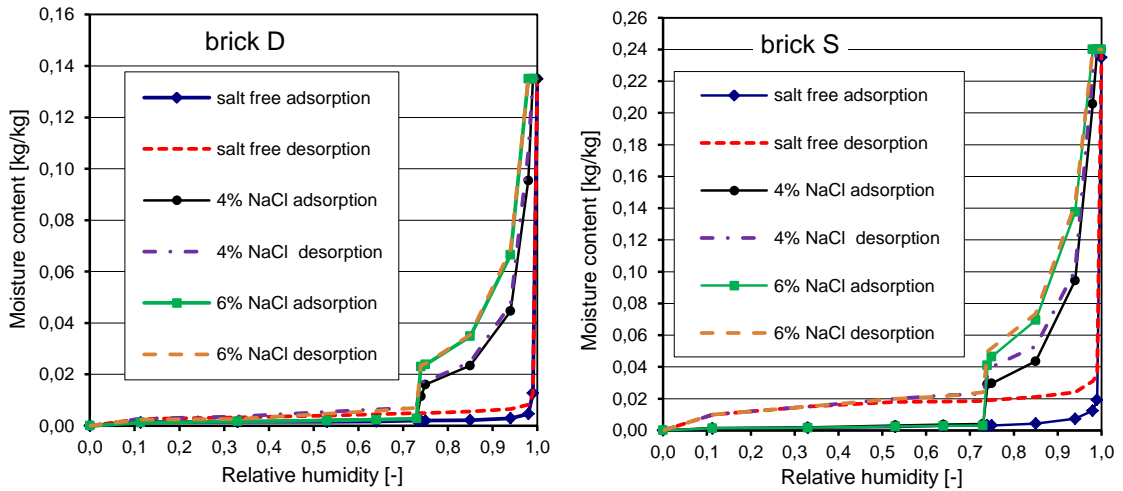 brick D
0,16
0,14
0,12
0,10
0,08
0,06
0,04
0,02
0,00
Moisture content [kg/kg]
salt free adsorption
salt free desorption
4% NaCl adsorption
4% NaCl desorption
6% NaCl adsorption
6% NaCl desorption
0,0 0,1 0,2 0,3 0,4 0,5 0,6 0,7 0,8 0,9 1,0
Relative humidity [-]
brick S
0,26
0,24
0,22
0,20
0,18
0,16
0,14
0,12
0,10
0,08
0,06
0,04
0,02
0,00
Moisture content [kg/kg]
salt free adsorption
salt free desorption
4% NaCl adsorption
4% NaCl desorption
6% NaCl adsorption
6% NaCl desorption
0,0 0,1 0,2 0,3 0,4 0,5 0,6 0,7 0,8 0,9 1,0
Relative humidity [-]